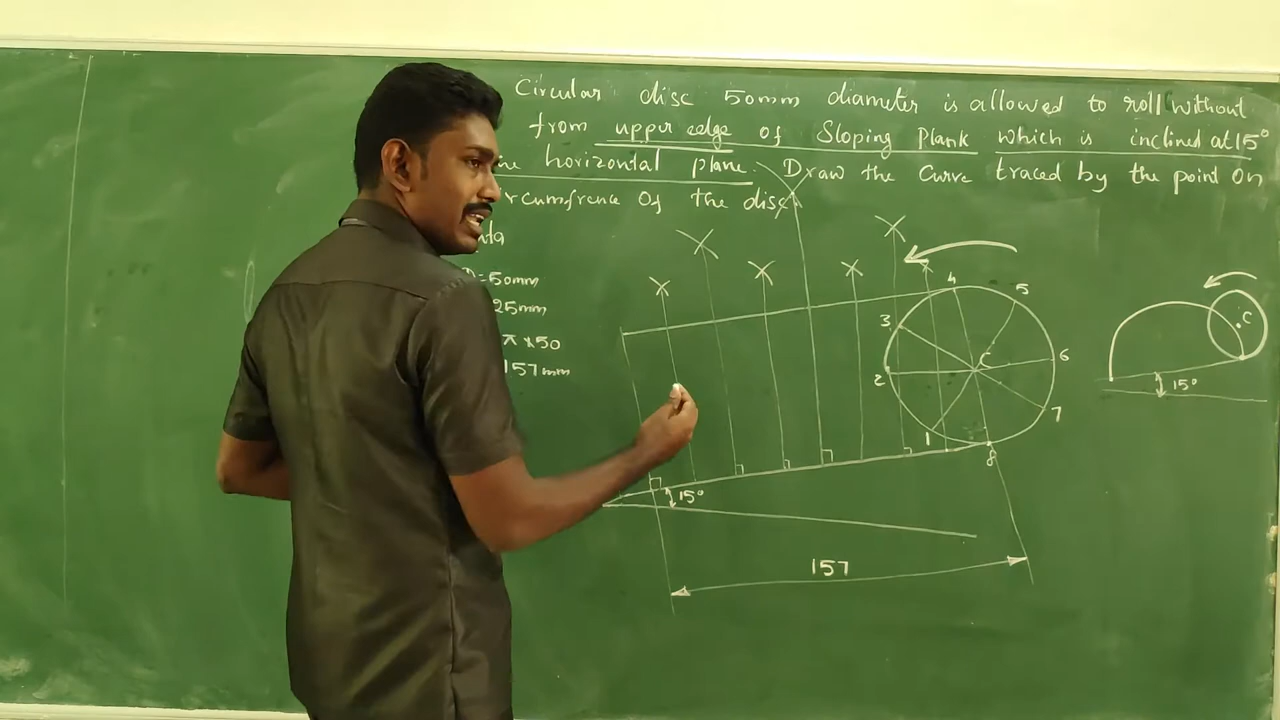 Circular disc 50mm diameter is allowed to roll without
from upper edge of Sloping Plank which is inclined at 15°
horizontal plane. Draw the Curve traced by the point on
rcumfrence of the disc
=50mm
25mm
π x 50
157mm
4
5
3
C
6
2
7
1
8
15°
157
C
15°